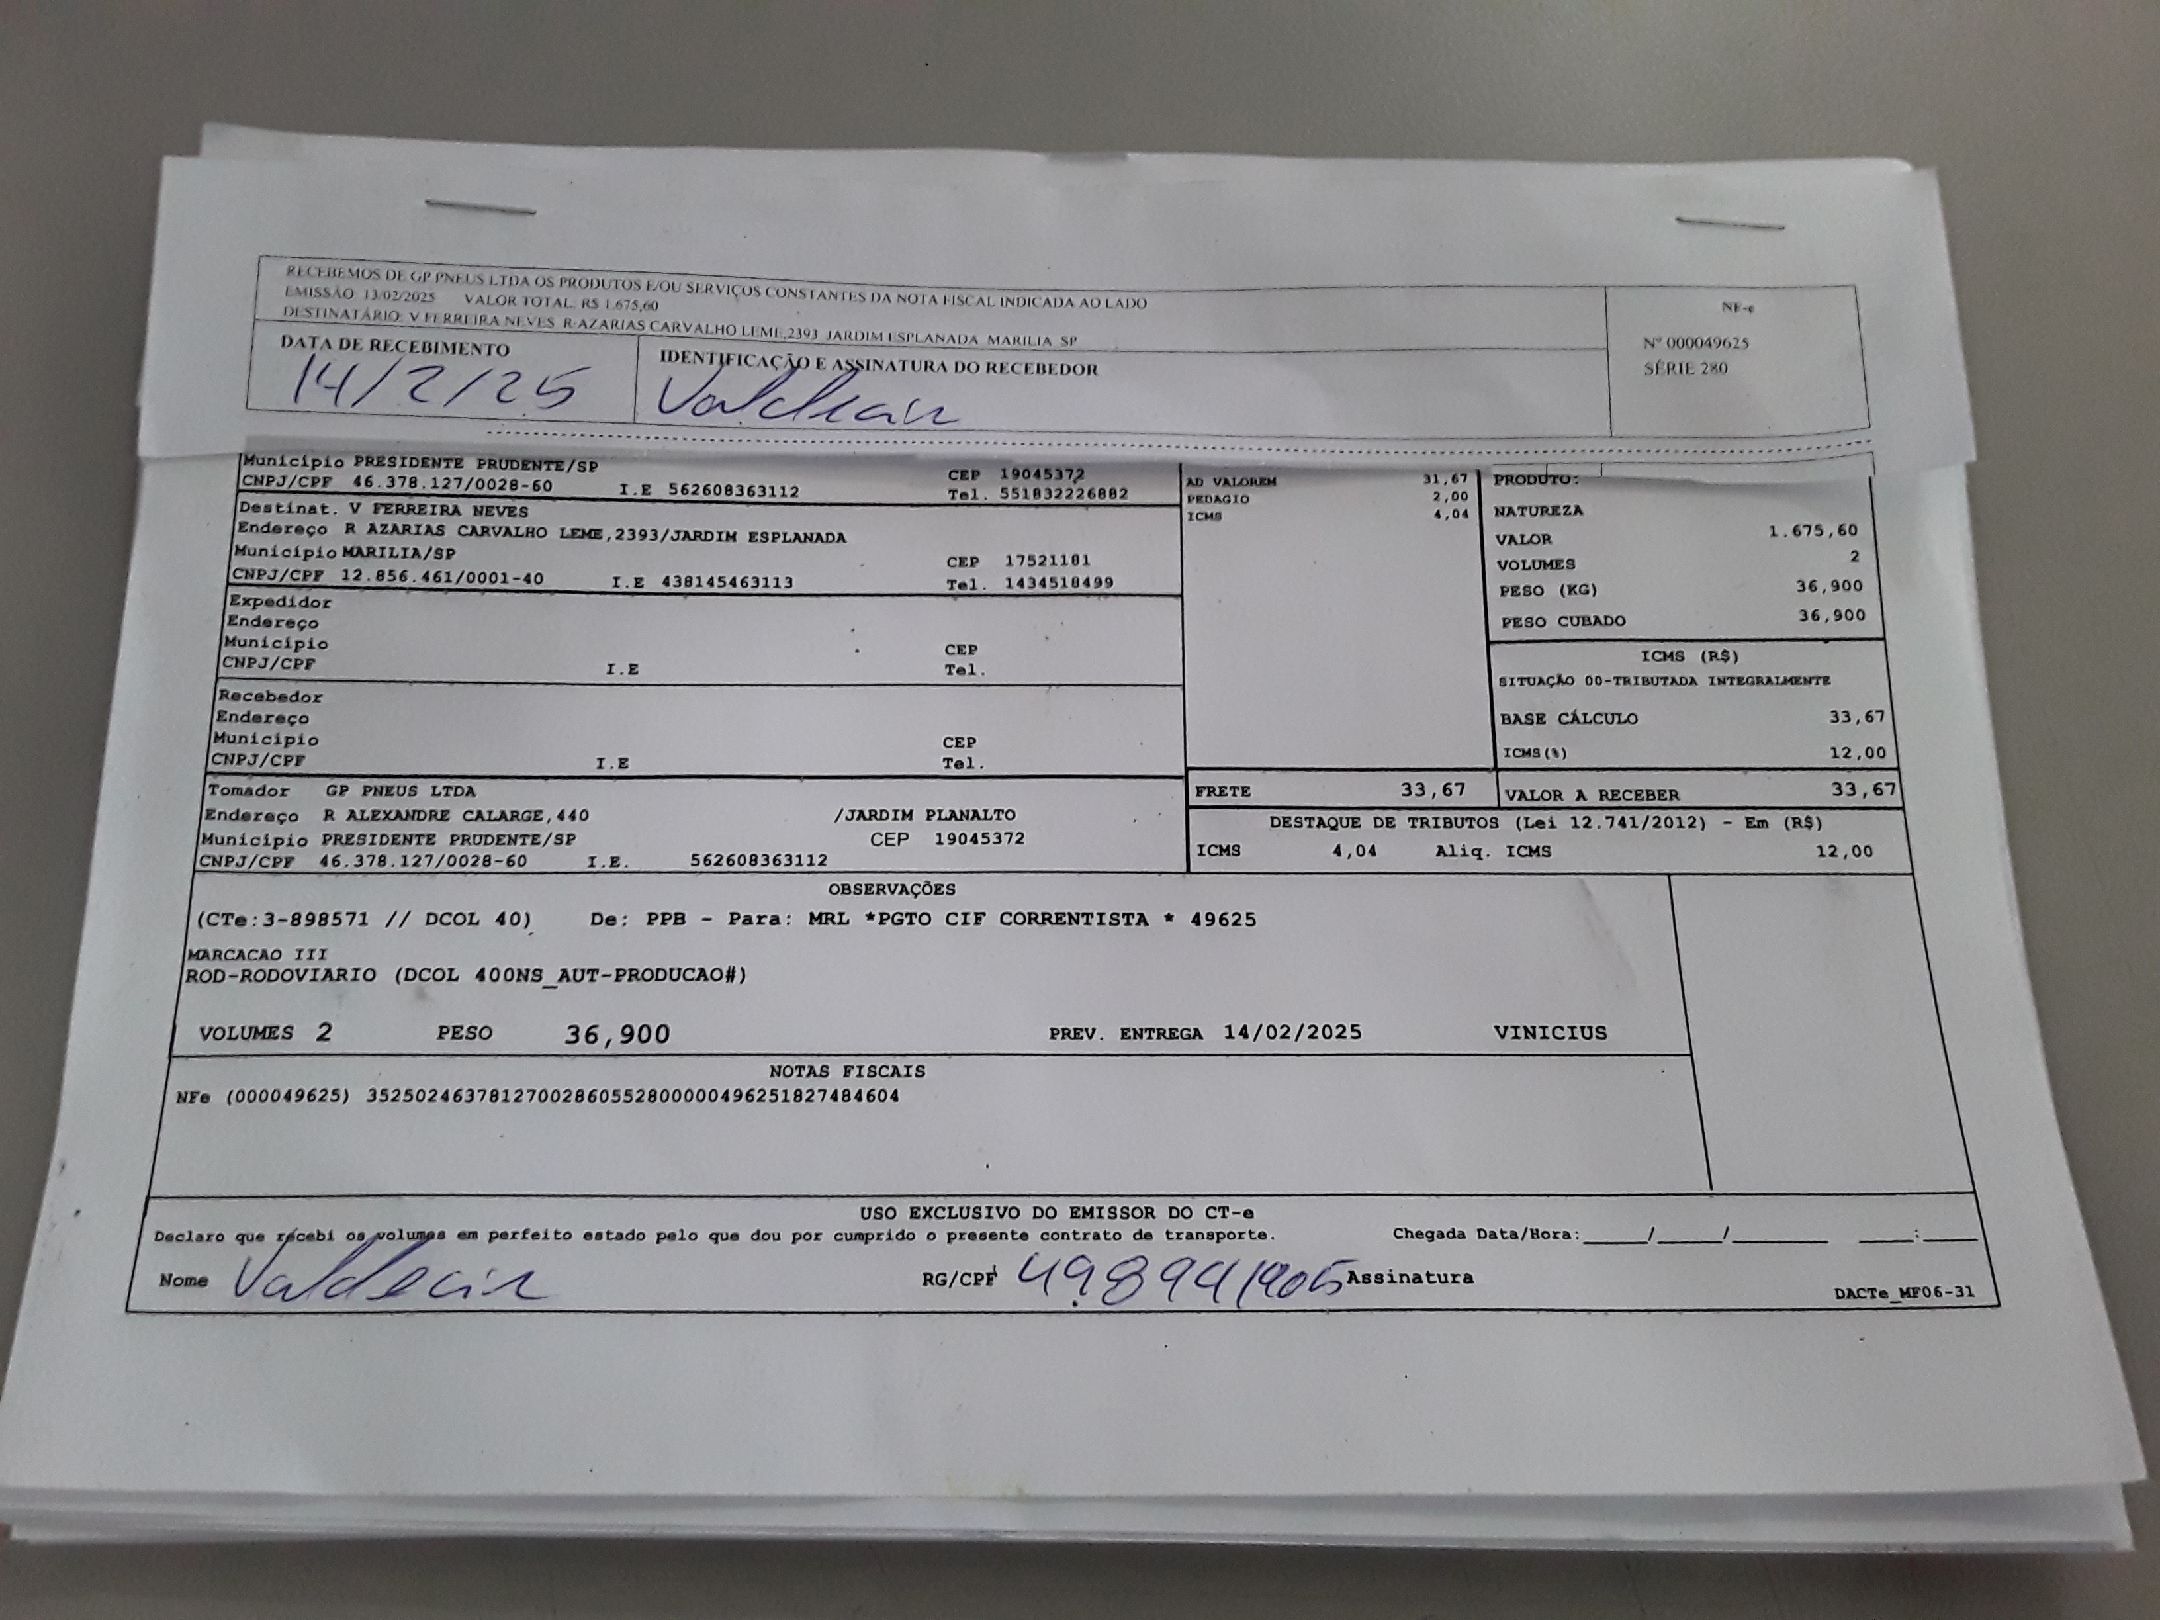 RECEBEMOS DE GP PNEUS LTDA OS PRODUTOS E/OU SERVIÇOS CONSTANTES DA NOTA FISCAL INDICADA AO LADO
EMISSÃO 13/02/2025 VALOR TOTAL: R$ 1.675,60
DESTINATÁRIO: V FERREIRA NEVES R AZARIAS CARVALHO LEME,2393 JARDIM ESPLANADA MARILIA SP
NF-e
Nº 000049625
SÉRIE 280
DATA DE RECEBIMENTO
14/2/25
IDENTIFICAÇÃO E ASSINATURA DO RECEBEDOR
Valdecir
Município PRESIDENTE PRUDENTE/SP CEP 19045372
CNPJ/CPF 46.378.127/0028-60 I.E 562608363112 Tel. 551832226882
Destinat. V FERREIRA NEVES
Endereço R AZARIAS CARVALHO LEME,2393/JARDIM ESPLANADA
Município MARILIA/SP CEP 17521181
CNPJ/CPF 12.856.461/0001-40 I.E 438145463113 Tel. 1434518499
Expedidor
Endereço
Município CEP
CNPJ/CPF I.E Tel.
Recebedor
Endereço
Município CEP
CNPJ/CPF I.E Tel.
Tomador GP PNEUS LTDA
Endereço R ALEXANDRE CALARGE,440 /JARDIM PLANALTO
Município PRESIDENTE PRUDENTE/SP CEP 19045372
CNPJ/CPF 46.378.127/0028-60 I.E. 562608363112
AD VALOREM 31,67
PEDAGIO 2,00
ICMS 4,04
FRETE 33,67
PRODUTO:
NATUREZA
VALOR 1.675,60
VOLUMES 2
PESO (KG) 36,900
PESO CUBADO 36,900
ICMS (R$)
SITUAÇÃO 00-TRIBUTADA INTEGRALMENTE
BASE CÁLCULO 33,67
ICMS(%) 12,00
VALOR A RECEBER 33,67
DESTAQUE DE TRIBUTOS (Lei 12.741/2012) - Em (R$)
ICMS 4,04 Aliq. ICMS 12,00
OBSERVAÇÕES
(CTe:3-898571 // DCOL 40) De: PPB - Para: MRL *PGTO CIF CORRENTISTA * 49625
MARCACAO III
ROD-RODOVIARIO (DCOL 400NS_AUT-PRODUCAO#)
VOLUMES 2 PESO 36,900 PREV. ENTREGA 14/02/2025 VINICIUS
NOTAS FISCAIS
NFe (000049625) 35250246378127002860552800000496251827484604
USO EXCLUSIVO DO EMISSOR DO CT-e
Declaro que recebi os volumes em perfeito estado pelo que dou por cumprido o presente contrato de transporte. Chegada Data/Hora:_____/_____/_______ ____:____
Nome Valdecir RG/CPF Assinatura
DACTe_MF06-31